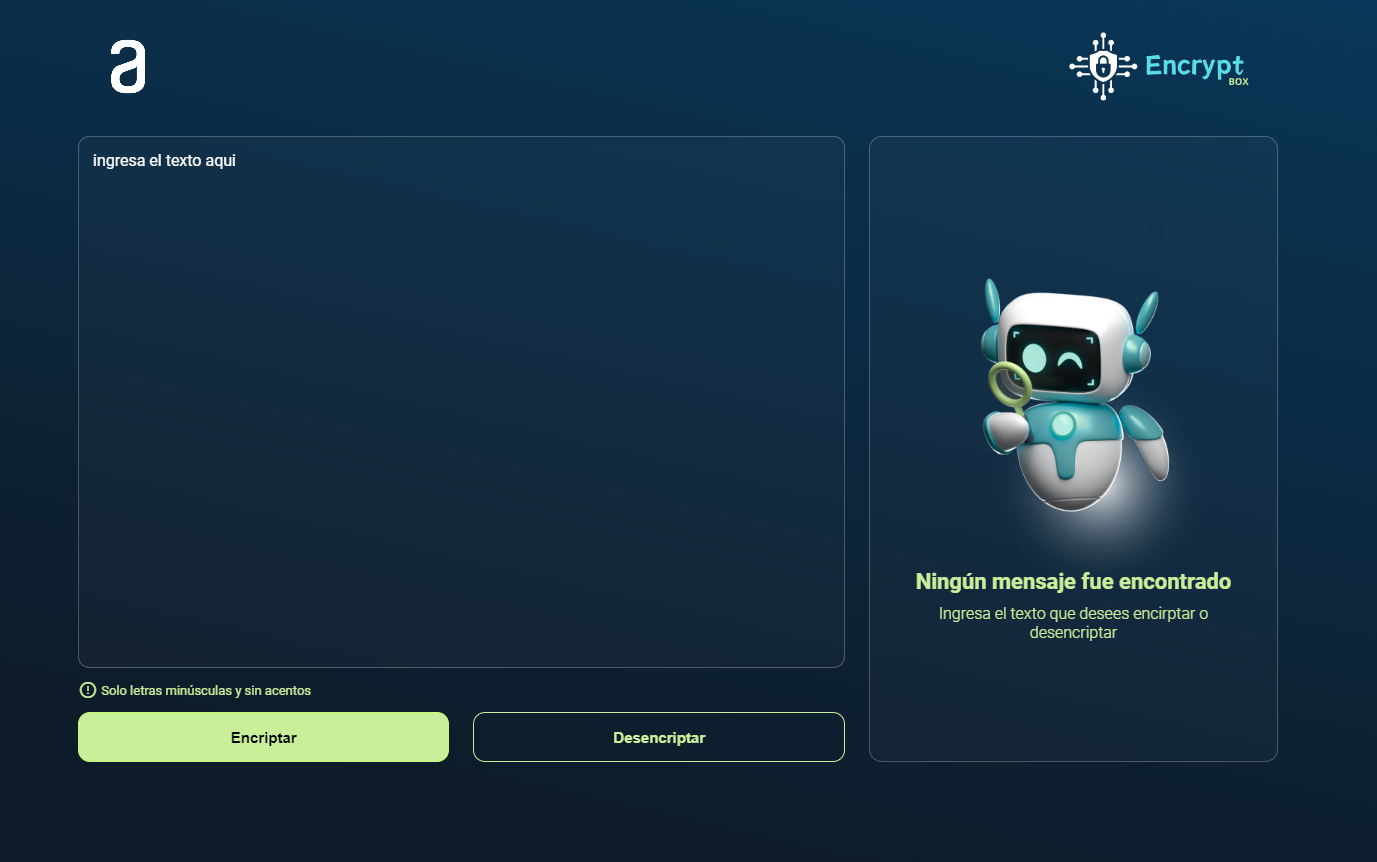 a
Encrypt
BOX
ingresa el texto aqui
Ningún mensaje fue encontrado
Ingresa el texto que desees encirptar o
desencriptar
Solo letras minúsculas y sin acentos
Encriptar
Desencriptar